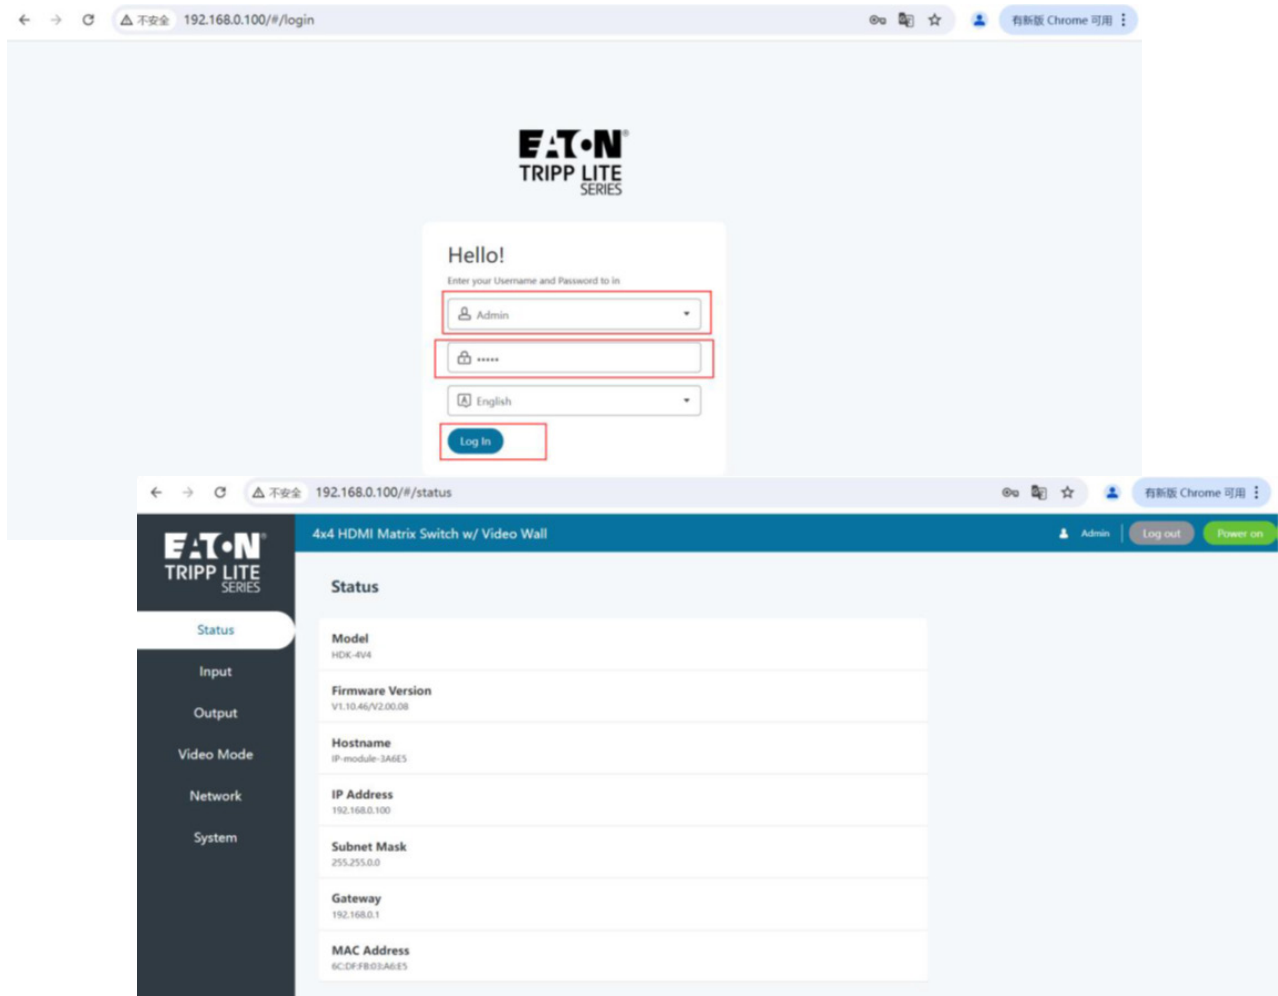 不安全 192.168.0.100/#/login 有新版 Chrome 可用
EATON®
TRIPP LITE
SERIES
Hello!
Enter your Username and Password to in
Admin
•••••
English
Log In
不安全 192.168.0.100/#/status 有新版 Chrome 可用
EATON®
TRIPP LITE
SERIES
4x4 HDMI Matrix Switch w/ Video Wall Admin Log out Power on
Status
Input
Output
Video Mode
Network
System
Status
Model
HDK-4V4
Firmware Version
V1.10.46/V2.00.08
Hostname
IP-module-3A6E5
IP Address
192.168.0.100
Subnet Mask
255.255.0.0
Gateway
192.168.0.1
MAC Address
6C:DF:FB:03:A6:E5